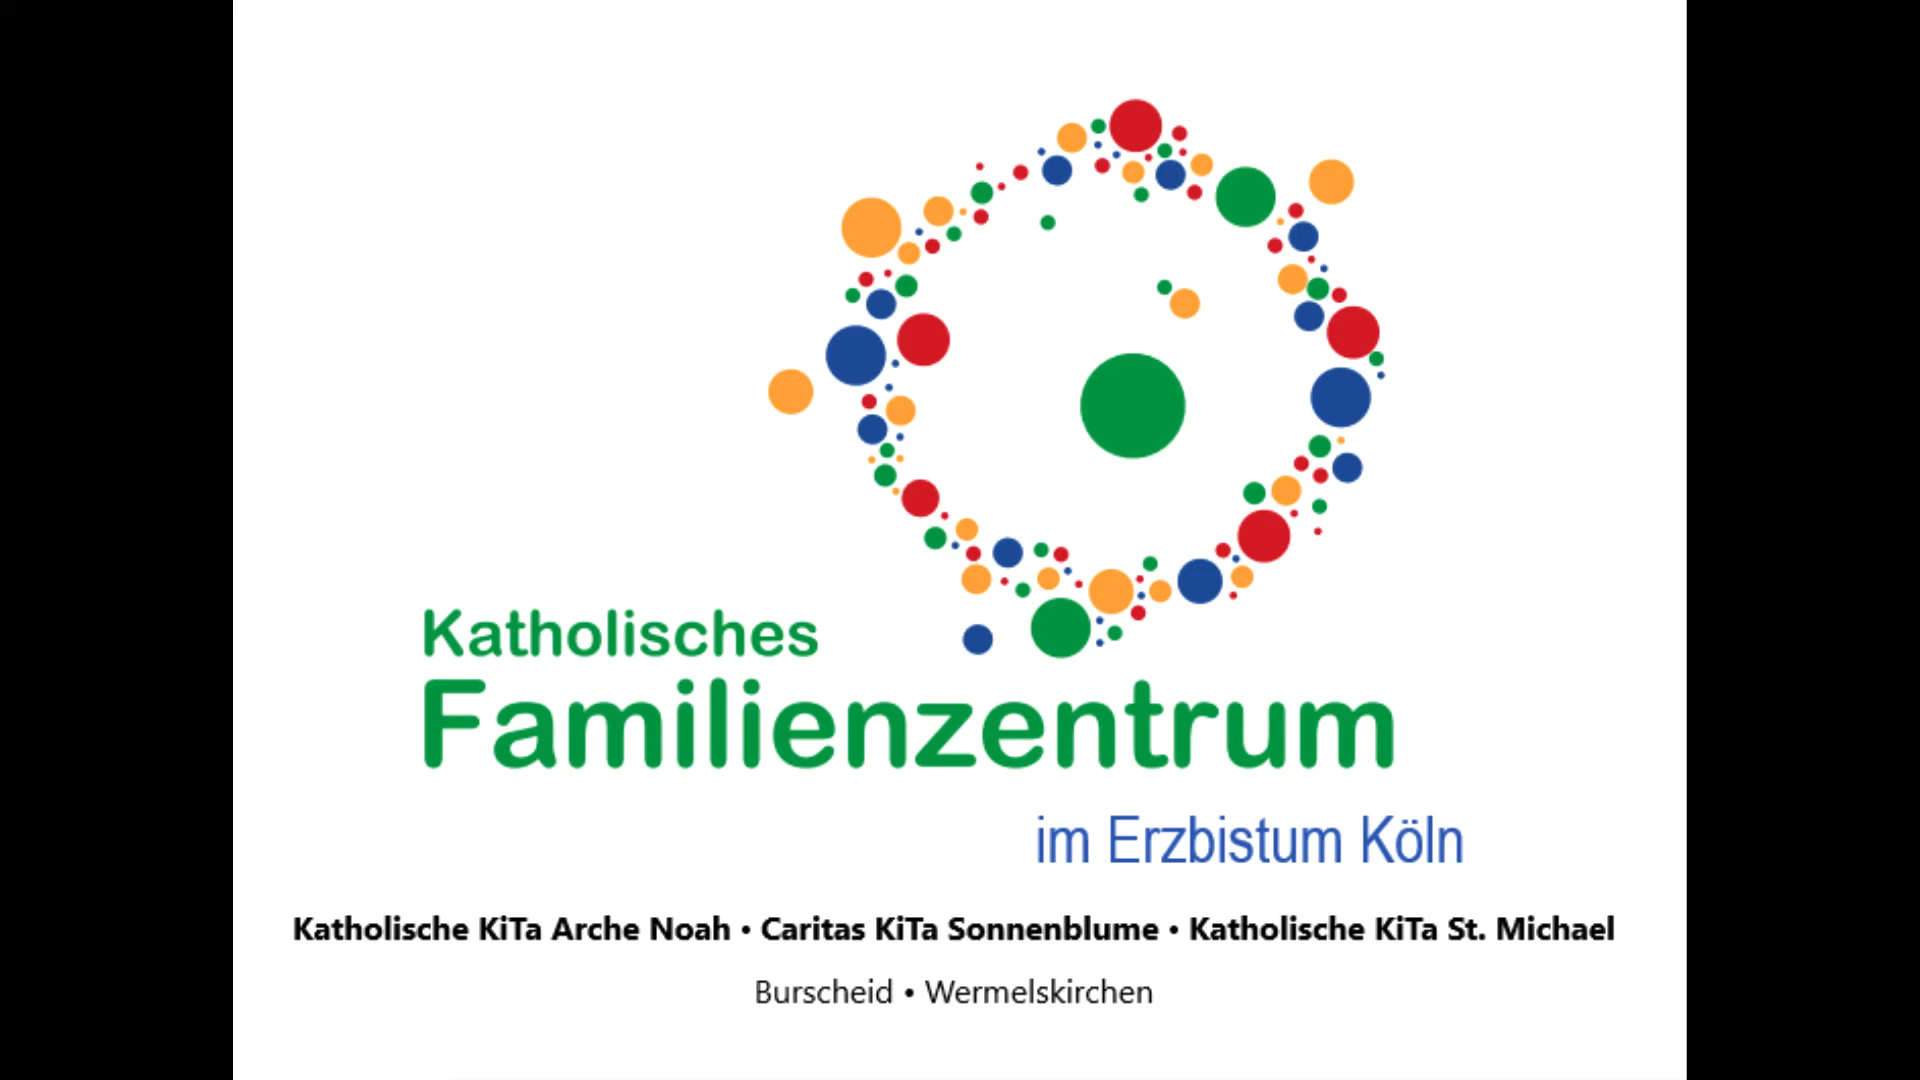 Katholisches
Familienzentrum
im Erzbistum Köln
Katholische KiTa Arche Noah • Caritas KiTa Sonnenblume • Katholische KiTa St. Michael
Burscheid • Wermelskirchen